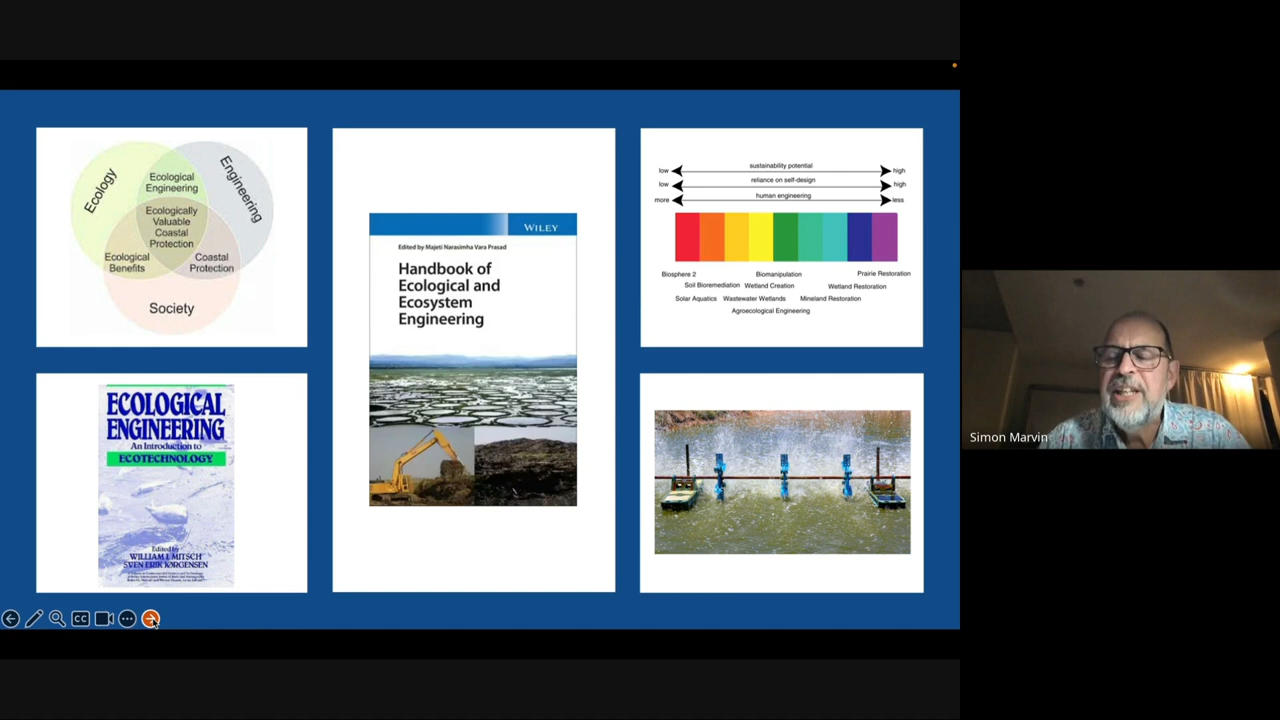 Ecology
Engineering
Ecological
Engineering
Ecologically
Valuable
Coastal
Protection
Ecological
Benefits
Coastal
Protection
Society
WILEY
Edited by Majeti Narasimha Vara Prasad
Handbook of
Ecological and
Ecosystem
Engineering
sustainability potential
low
high
reliance on self-design
low
high
human engineering
more
less
Biosphere 2
Biomanipulation
Prairie Restoration
Soil Bioremediation
Wetland Creation
Wetland Restoration
Solar Aquatics
Wastewater Wetlands
Mineland Restoration
Agroecological Engineering
ECOLOGICAL
ENGINEERING
An Introduction to
ECOTECHNOLOGY
Edited by
WILLIAM J. MITSCH
SVEN ERIK JØRGENSEN
CC
Simon Marvin